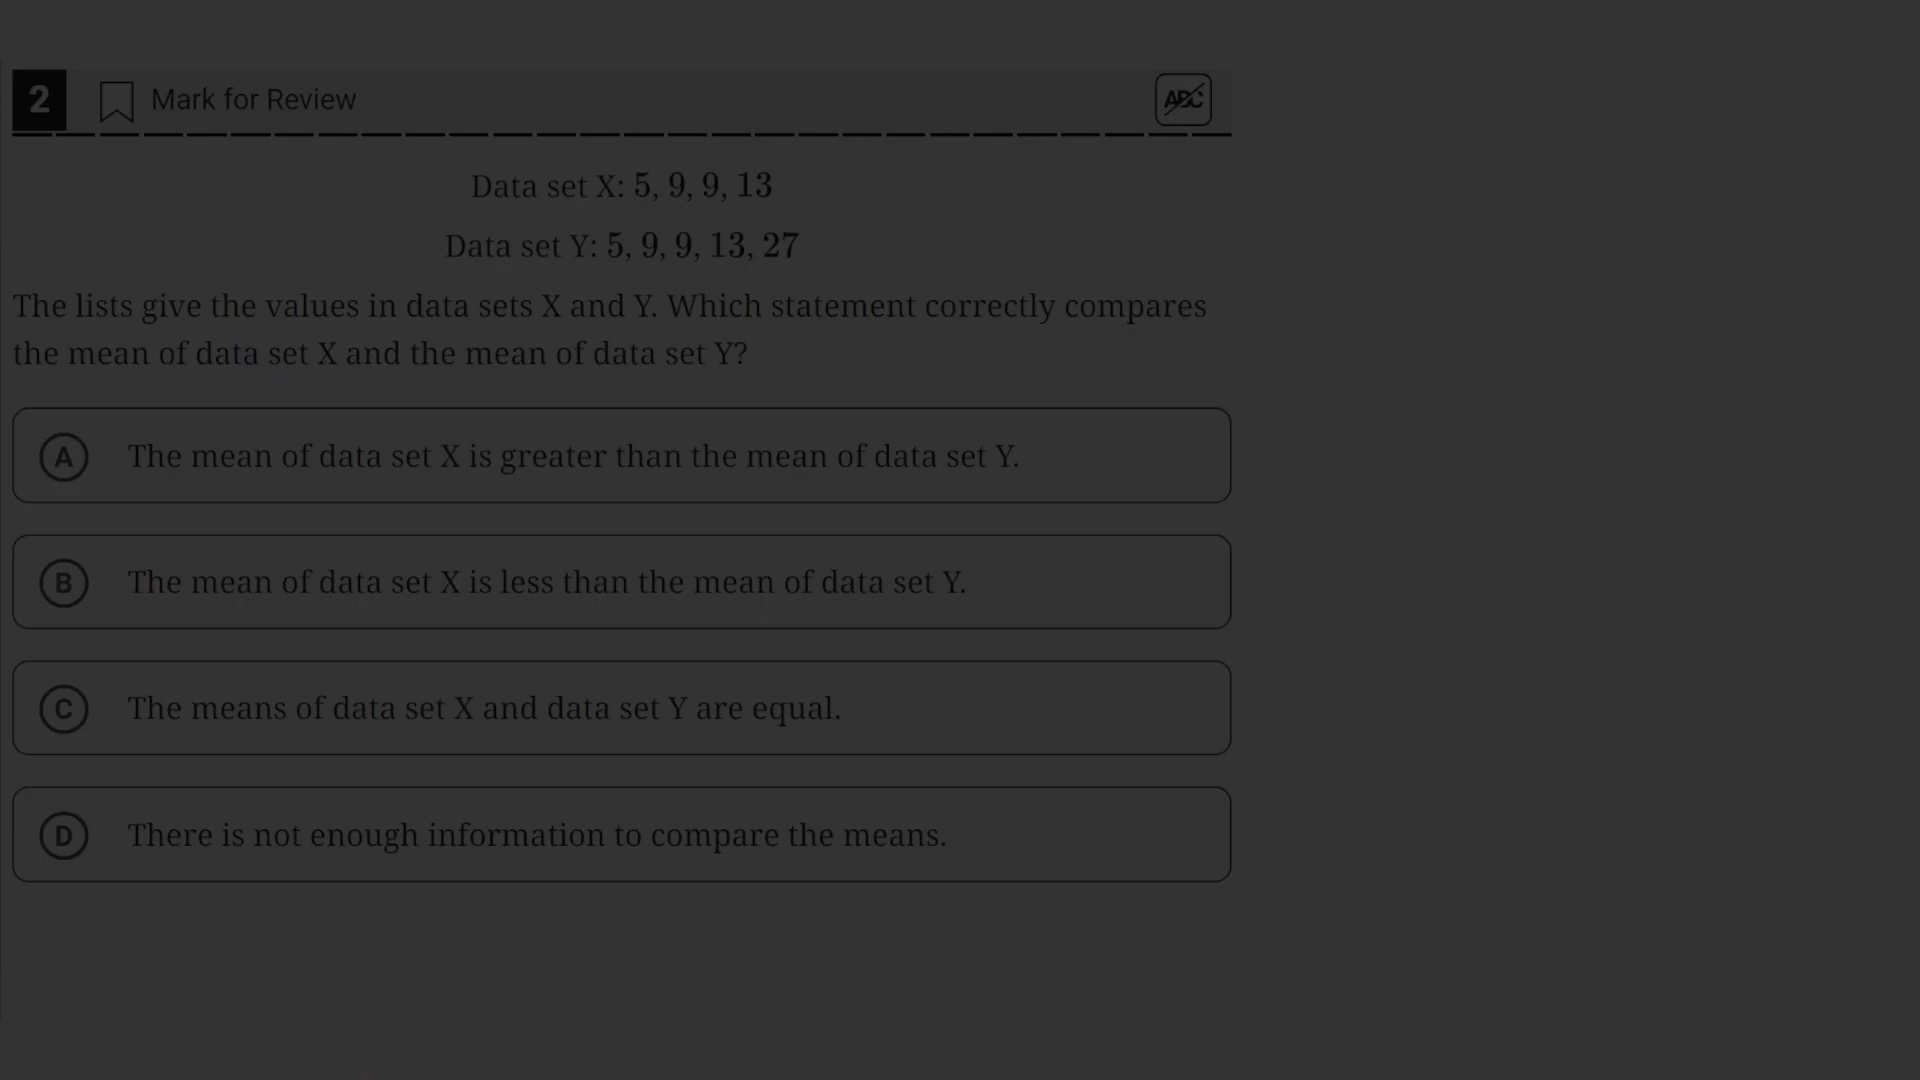 2 Mark for Review ABC
Data set X: 5, 9, 9, 13
Data set Y: 5, 9, 9, 13, 27
The lists give the values in data sets X and Y. Which statement correctly compares
the mean of data set X and the mean of data set Y?
A The mean of data set X is greater than the mean of data set Y.
B The mean of data set X is less than the mean of data set Y.
C The means of data set X and data set Y are equal.
D There is not enough information to compare the means.